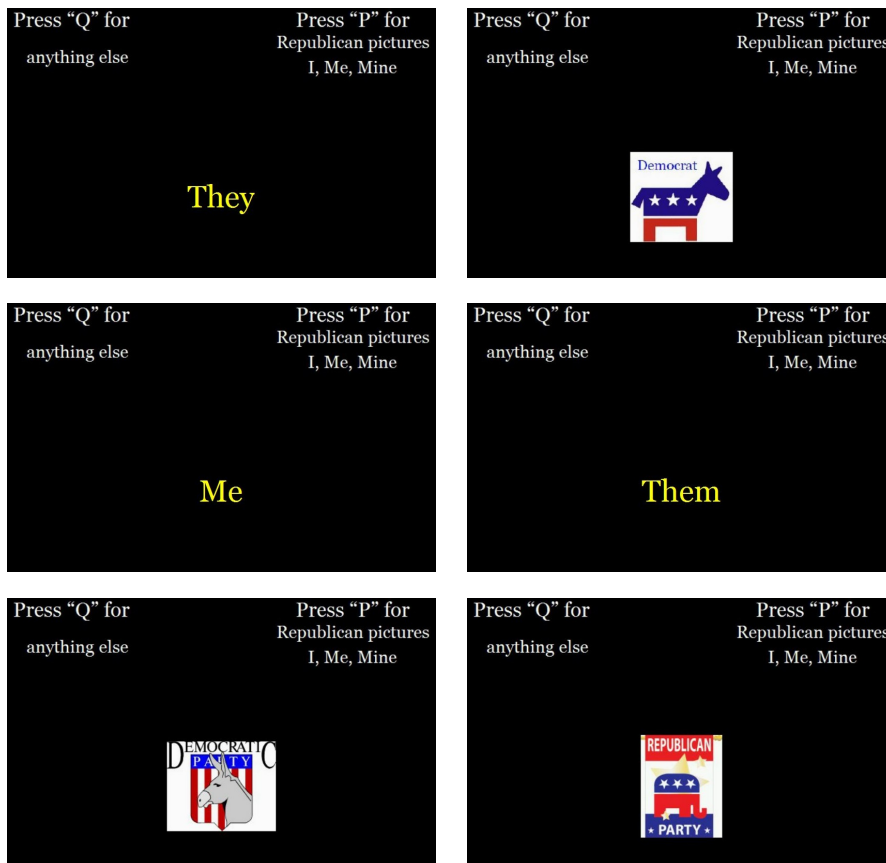 Press “Q” for
anything else
Press “P” for
Republican pictures
I, Me, Mine
They
Press “Q” for
anything else
Press “P” for
Republican pictures
I, Me, Mine
Democrat
Press “Q” for
anything else
Press “P” for
Republican pictures
I, Me, Mine
Me
Press “Q” for
anything else
Press “P” for
Republican pictures
I, Me, Mine
Them
Press “Q” for
anything else
Press “P” for
Republican pictures
I, Me, Mine
DEMOCRATIC
PARTY
Press “Q” for
anything else
Press “P” for
Republican pictures
I, Me, Mine
REPUBLICAN
PARTY